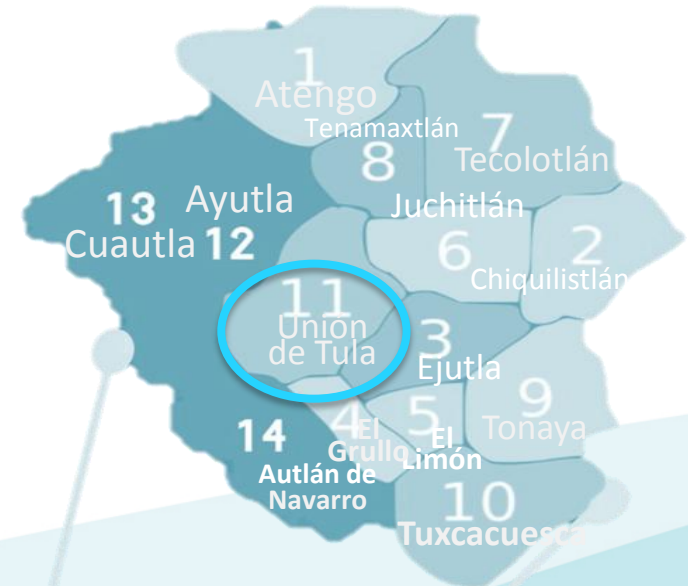 1
Atengo
Tenamaxtlán
8
7
Tecolotlán
13 Ayutla
Cuautla 12
Juchitlán
6
2
Chiquilistlán
11
Unión
de Tula
3
Ejutla
9
Tonaya
4
El
Grullo
5
El
Limón
14
Autlán de
Navarro
10
Tuxcacuesca